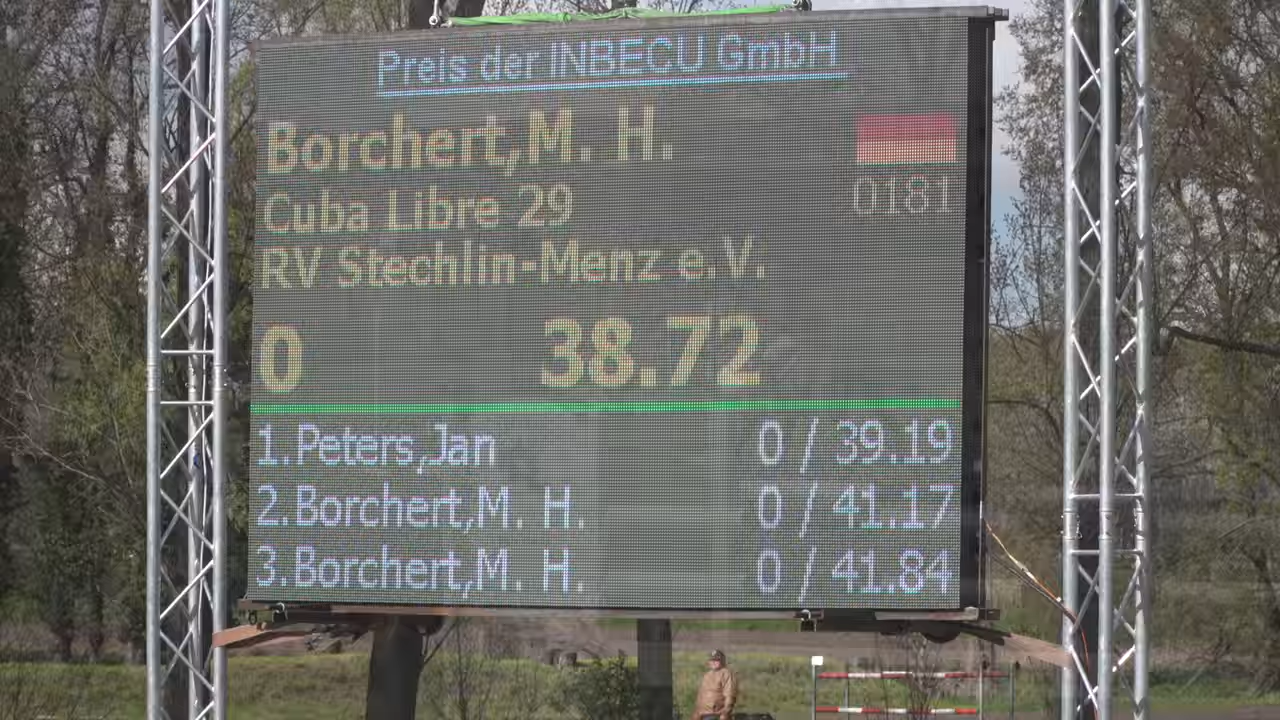 Preis der INBECU GmbH
Borchert,M. H.
Cuba Libre 29 0181
RV Stechlin-Menz e.V.
0 38.72
1.Peters,Jan 0 / 39.19
2.Borchert,M. H. 0 / 41.17
3.Borchert,M. H. 0 / 41.84